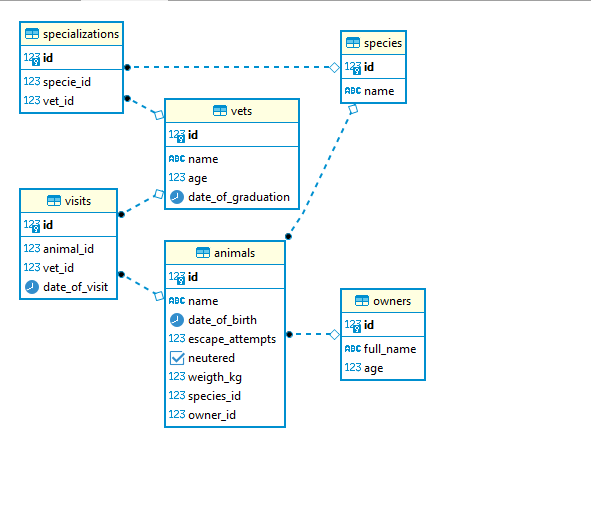 specializations
123 id
123 specie_id
123 vet_id
species
123 id
ABC name
vets
123 id
ABC name
123 age
date_of_graduation
visits
123 id
123 animal_id
123 vet_id
date_of_visit
animals
123 id
ABC name
date_of_birth
123 escape_attempts
neutered
123 weigth_kg
123 species_id
123 owner_id
owners
123 id
ABC full_name
123 age